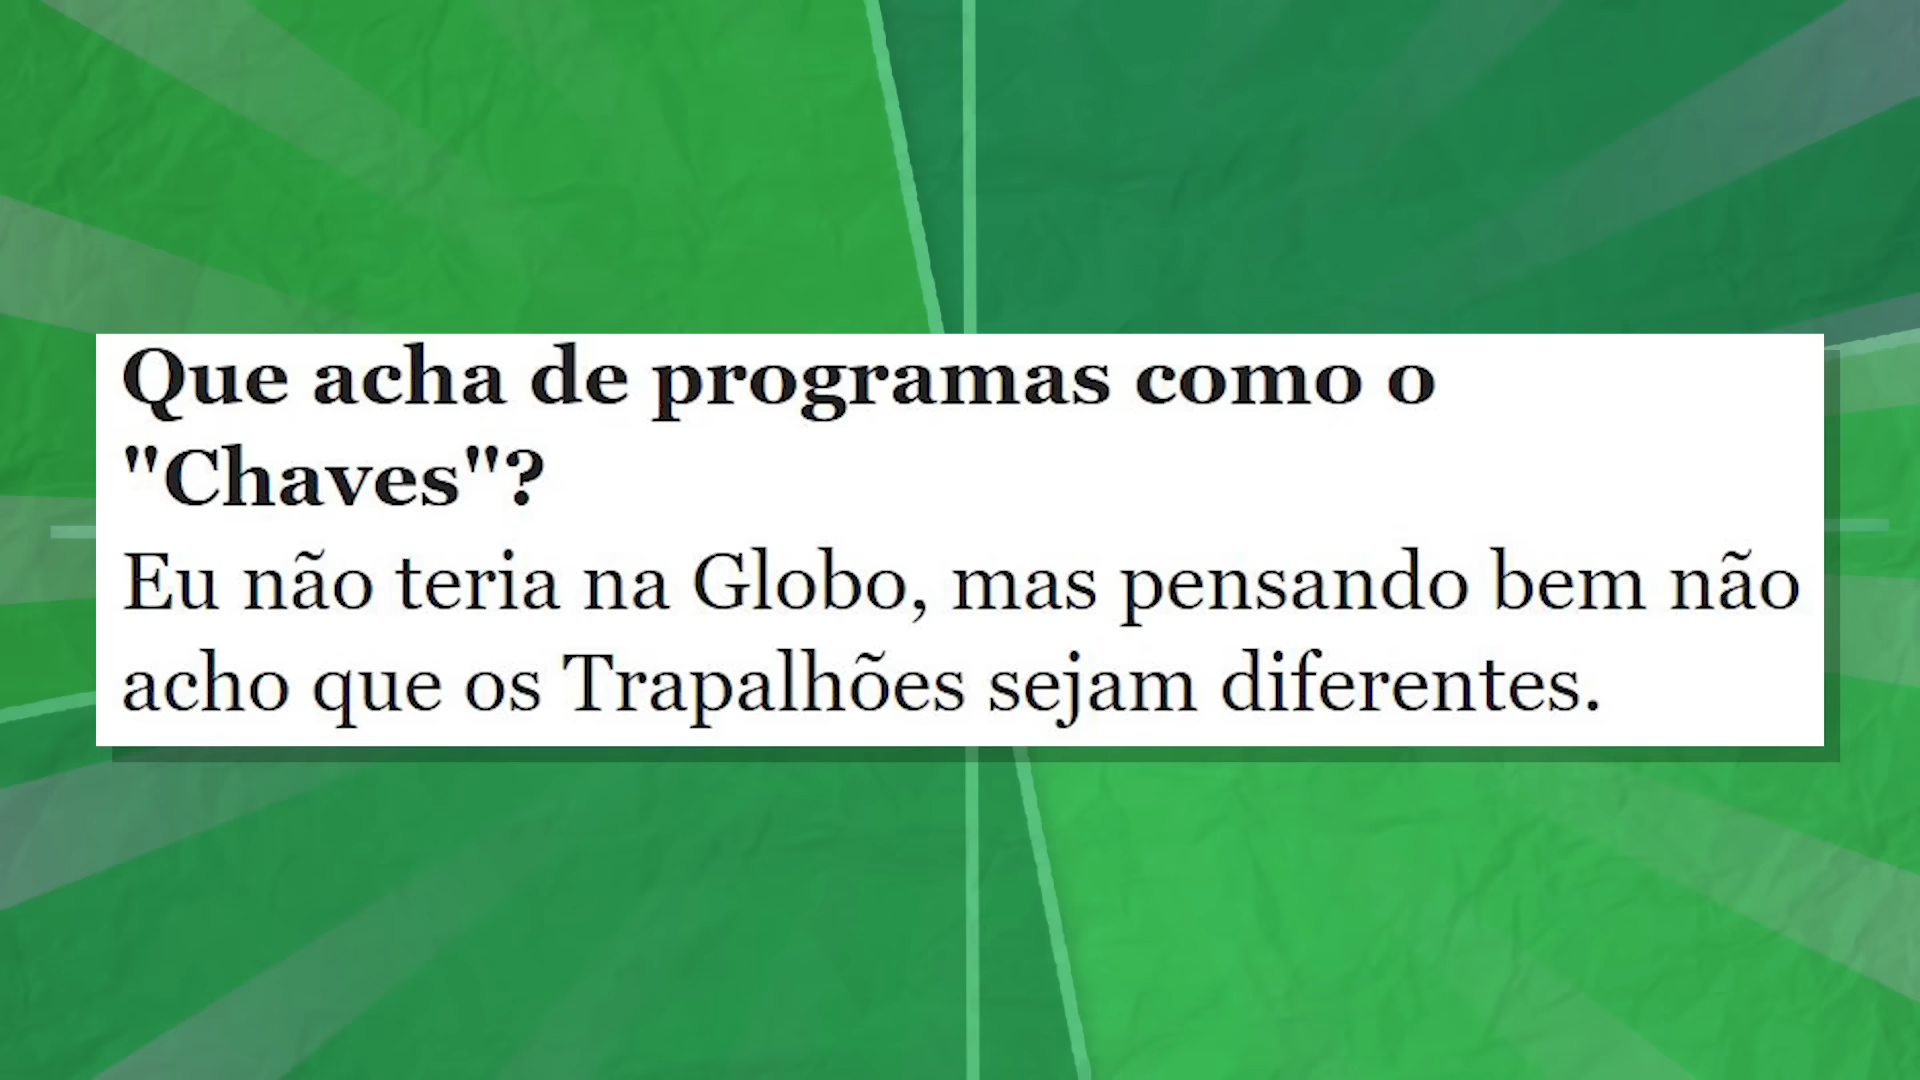 Que acha de programas como o
"Chaves"?
Eu não teria na Globo, mas pensando bem não
acho que os Trapalhões sejam diferentes.